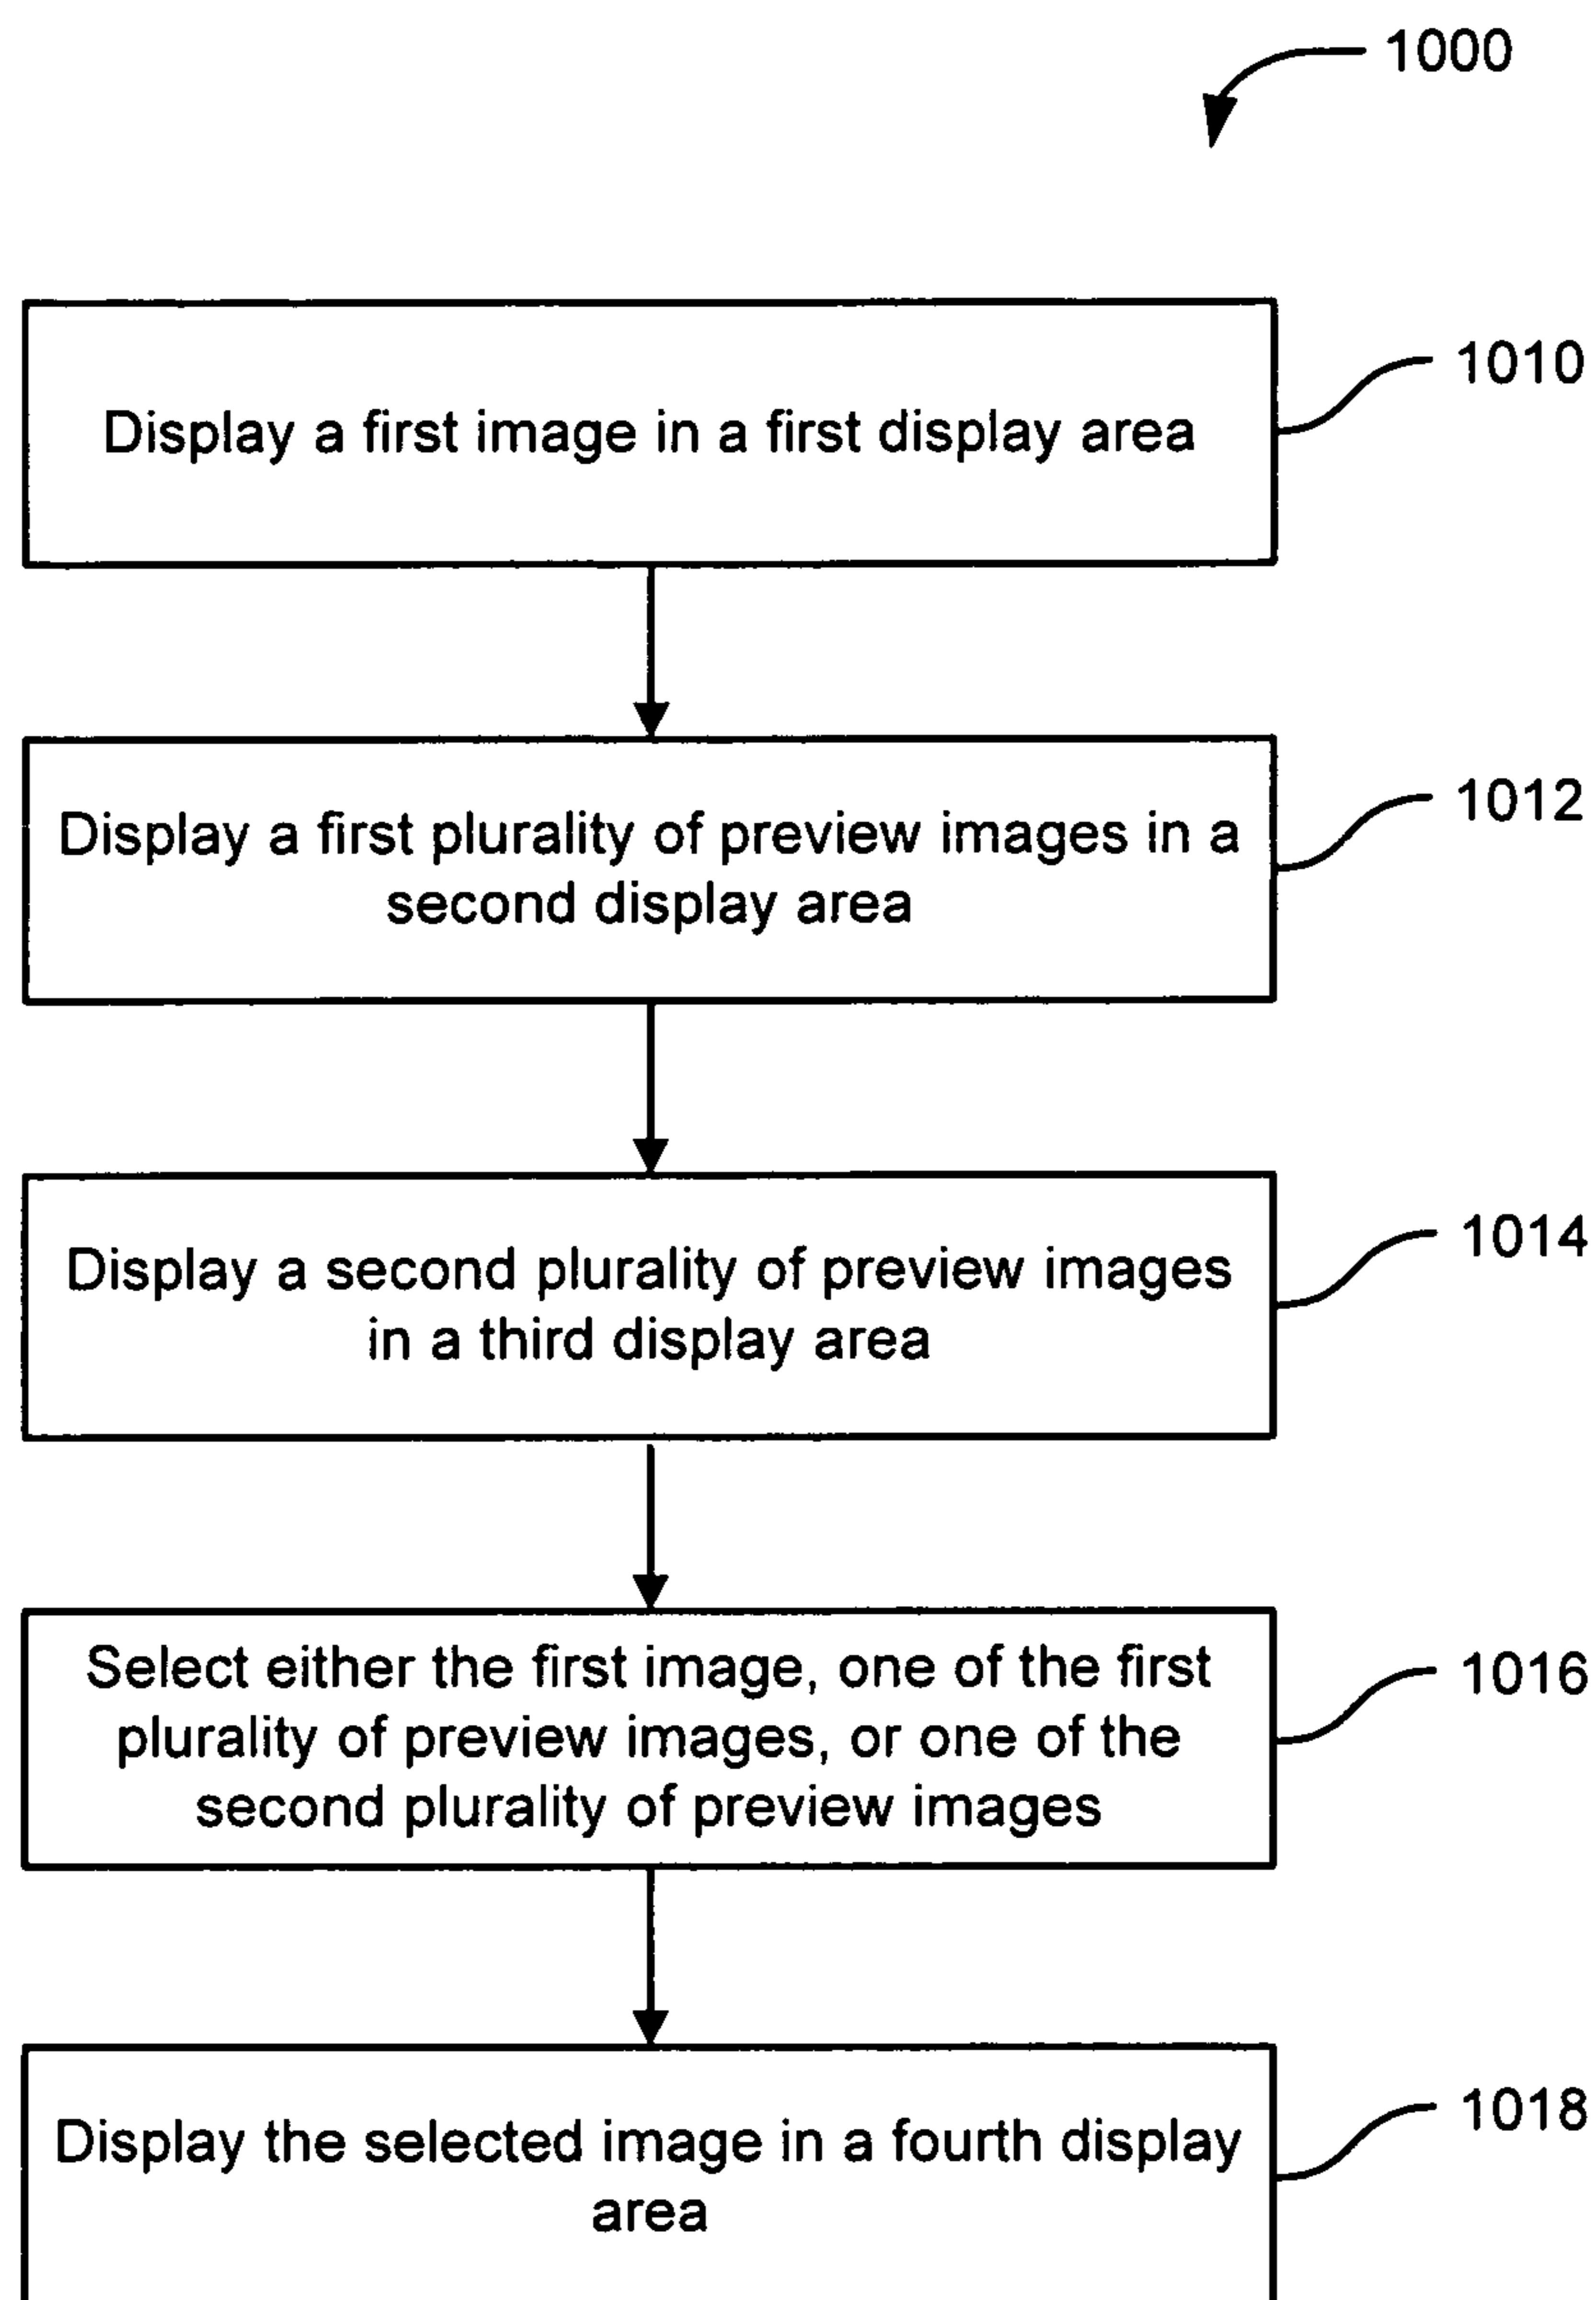 1000
Display a first image in a first display area
1010
Display a first plurality of preview images in a
second display area
1012
Display a second plurality of preview images
in a third display area
1014
Select either the first image, one of the first
plurality of preview images, or one of the
second plurality of preview images
1016
Display the selected image in a fourth display
area
1018